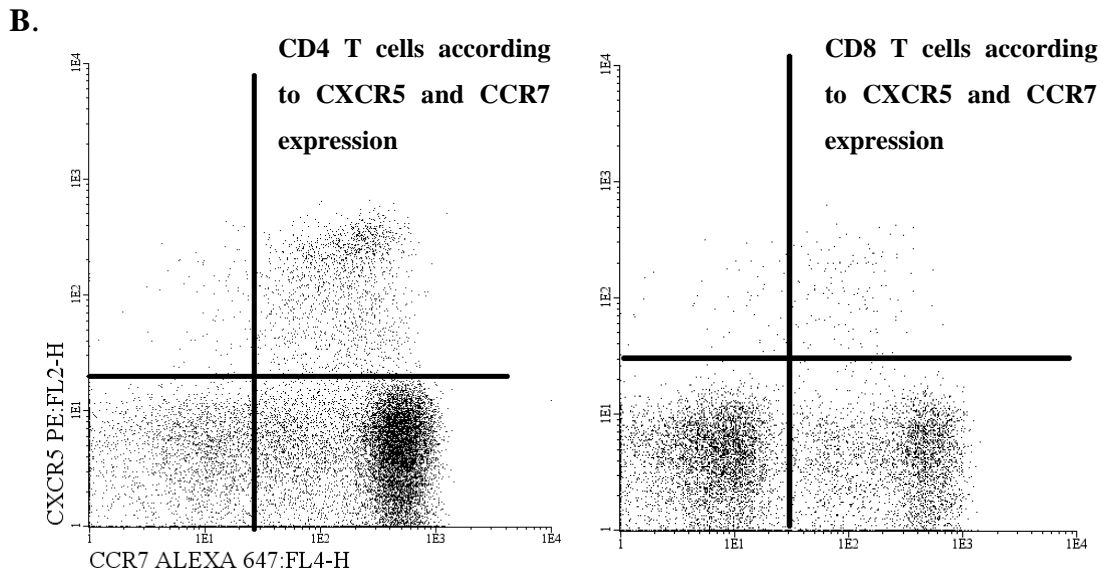 B.
CD4 T cells according
to CXCR5 and CCR7
expression
1E4
1E3
1E2
1E1
1
CXCR5 PE:FL2-H
1
1E1
1E2
1E3
1E4
CCR7 ALEXA 647:FL4-H
CD8 T cells according
to CXCR5 and CCR7
expression
1E4
1E3
1E2
1E1
1
1
1E1
1E2
1E3
1E4